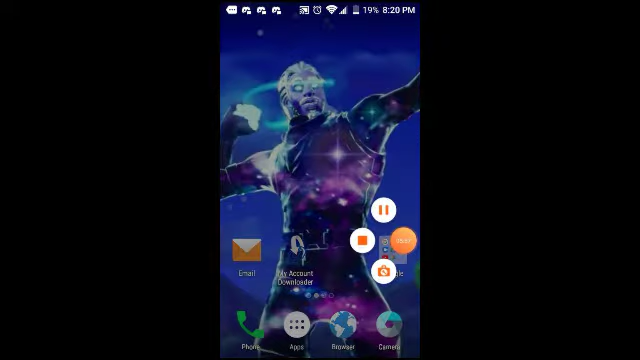 19% 8:20 PM
Email
My Account
Downloader
Phone
Apps
Browser
Camera